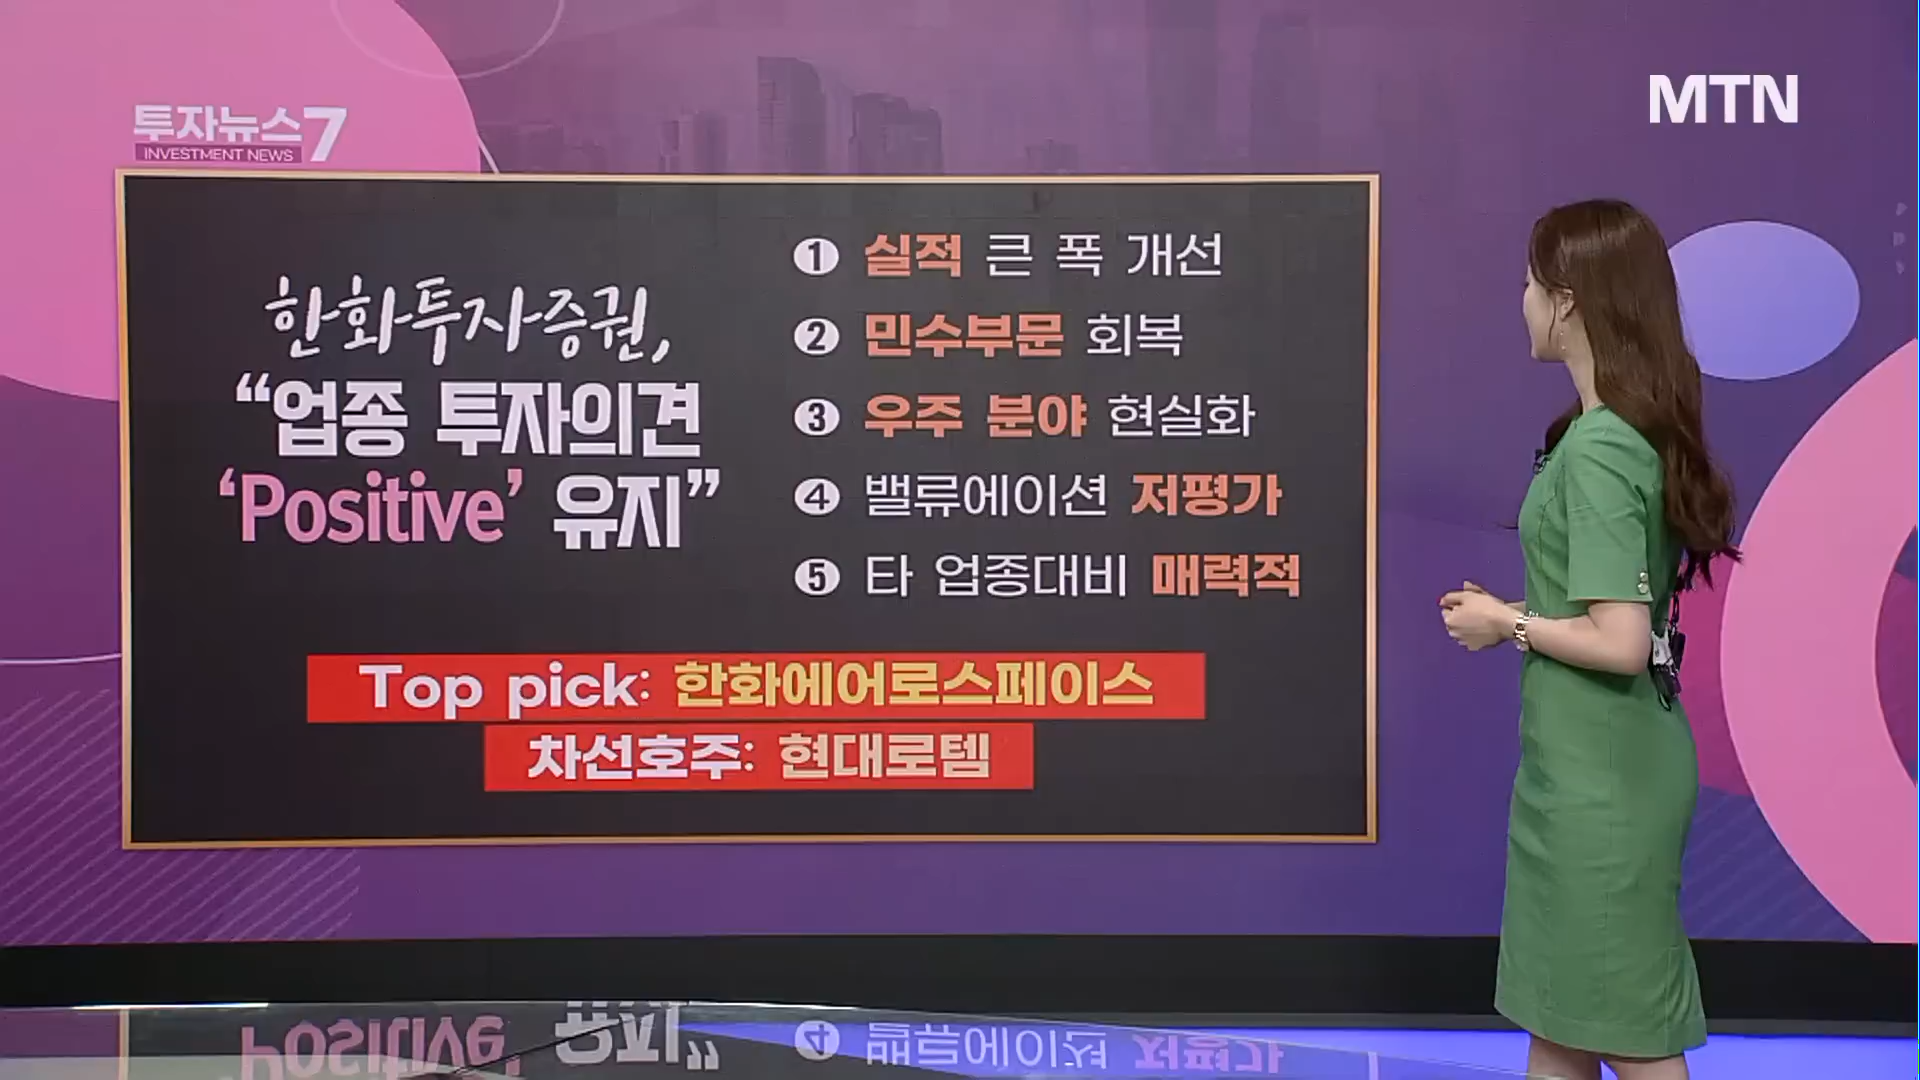 투자뉴스7
INVESTMENT NEWS
MTN
한화투자증권,
“업종 투자의견
‘Positive’ 유지”
① 실적 큰 폭 개선
② 민수부문 회복
③ 우주 분야 현실화
④ 밸류에이션 저평가
⑤ 타 업종대비 매력적
Top pick: 한화에어로스페이스
차선호주: 현대로템